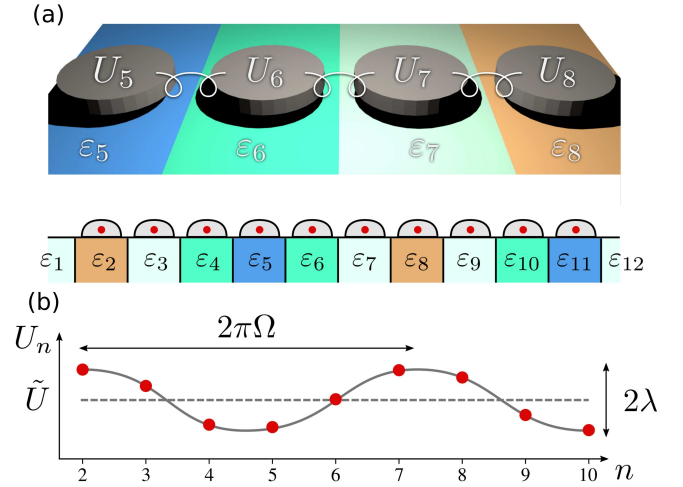 (a)
U₅ U₆ U₇ U₈
ε₅ ε₆ ε₇ ε₈
ε₁ ε₂ ε₃ ε₄ ε₅ ε₆ ε₇ ε₈ ε₉ ε₁₀ ε₁₁ ε₁₂
(b)
Uₙ 2πΩ
Ũ 2λ
2 3 4 5 6 7 8 9 10 n